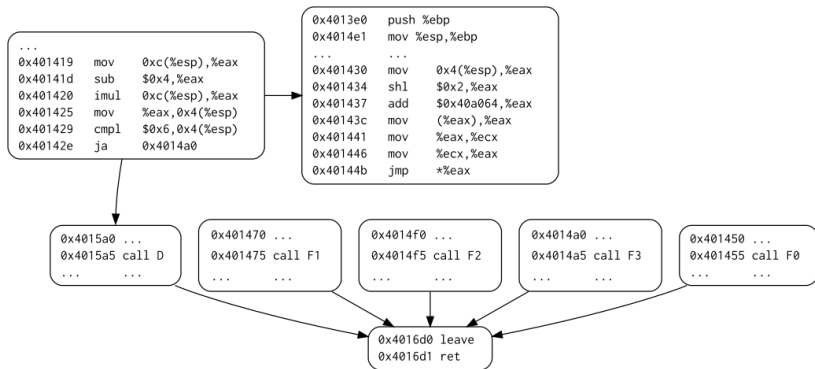 ...
0x401419 mov 0xc(%esp),%eax
0x40141d sub $0x4,%eax
0x401420 imul 0xc(%esp),%eax
0x401425 mov %eax,0x4(%esp)
0x401429 cmpl $0x6,0x4(%esp)
0x40142e ja 0x4014a0
0x4013e0 push %ebp
0x4014e1 mov %esp,%ebp
... ...
0x401430 mov 0x4(%esp),%eax
0x401434 shl $0x2,%eax
0x401437 add $0x40a064,%eax
0x40143c mov (%eax),%eax
0x401441 mov %eax,%ecx
0x401446 mov %ecx,%eax
0x40144b jmp *%eax
0x4015a0 ...
0x4015a5 call D
... ...
0x401470 ...
0x401475 call F1
... ...
0x4014f0 ...
0x4014f5 call F2
... ...
0x4014a0 ...
0x4014a5 call F3
... ...
0x401450 ...
0x401455 call F0
... ...
0x4016d0 leave
0x4016d1 ret